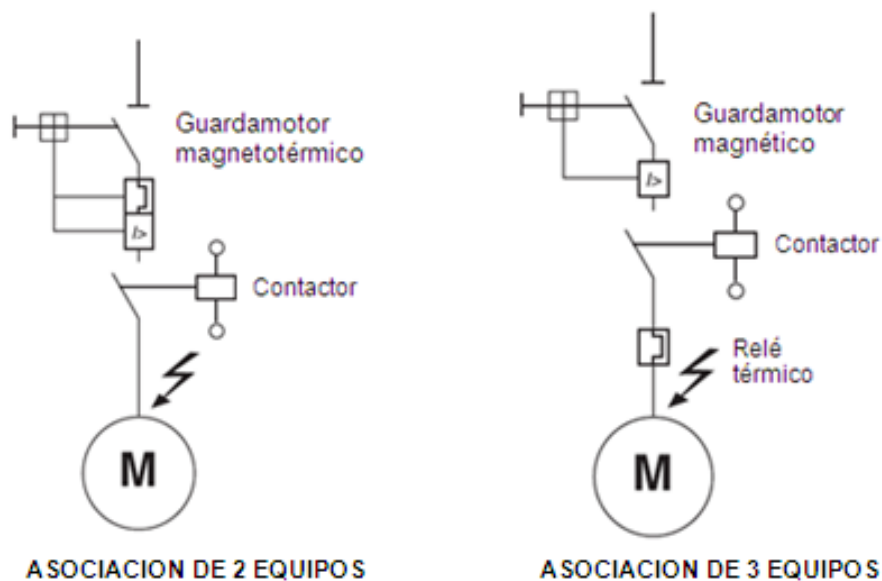 Guardamotor
magnetotérmico
I>
Contactor
M
ASOCIACION DE 2 EQUIPOS
Guardamotor
magnético
I>
Contactor
Relé
térmico
M
ASOCIACION DE 3 EQUIPOS